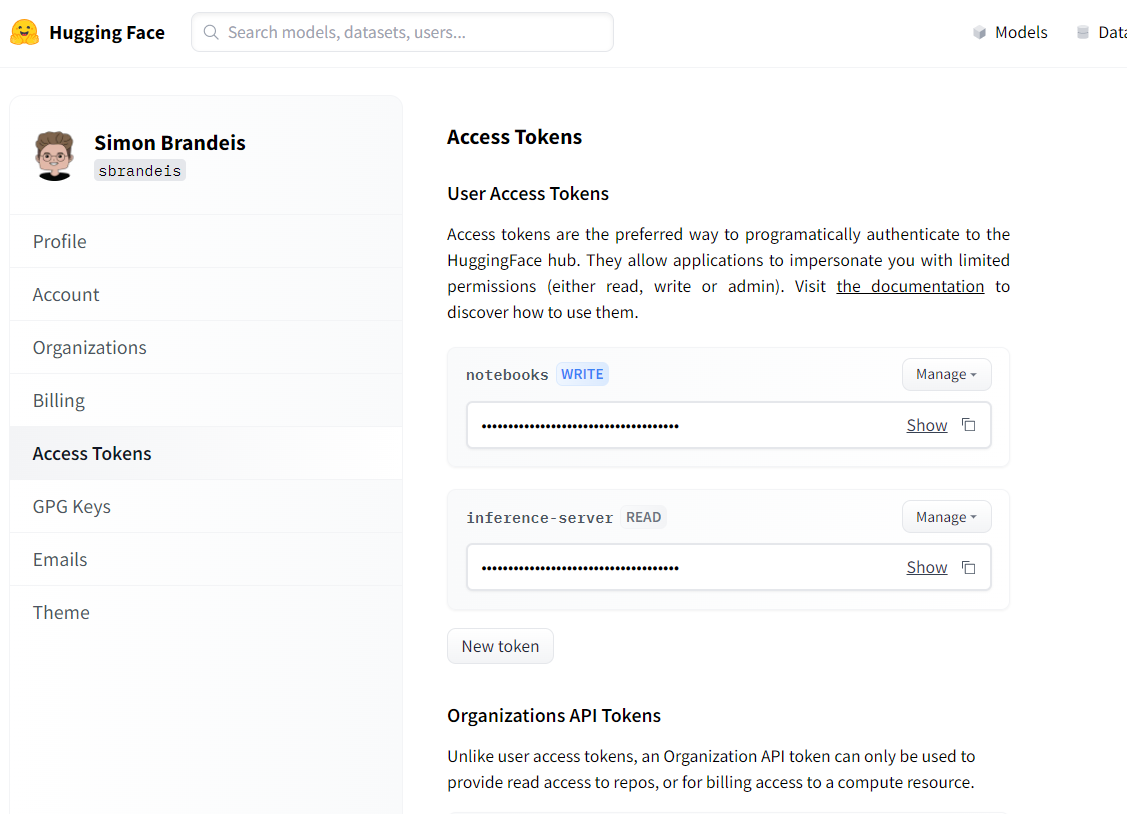 Hugging Face
Search models, datasets, users...
Models
Data
Simon Brandeis
sbrandeis
Profile
Account
Organizations
Billing
Access Tokens
GPG Keys
Emails
Theme
Access Tokens
User Access Tokens
Access tokens are the preferred way to programatically authenticate to the
HuggingFace hub. They allow applications to impersonate you with limited
permissions (either read, write or admin). Visit the documentation to
discover how to use them.
notebooks WRITE
Manage
••••••••••••••••••••••••••••••••••••• Show
inference-server READ
Manage
••••••••••••••••••••••••••••••••••••• Show
New token
Organizations API Tokens
Unlike user access tokens, an Organization API token can only be used to
provide read access to repos, or for billing access to a compute resource.